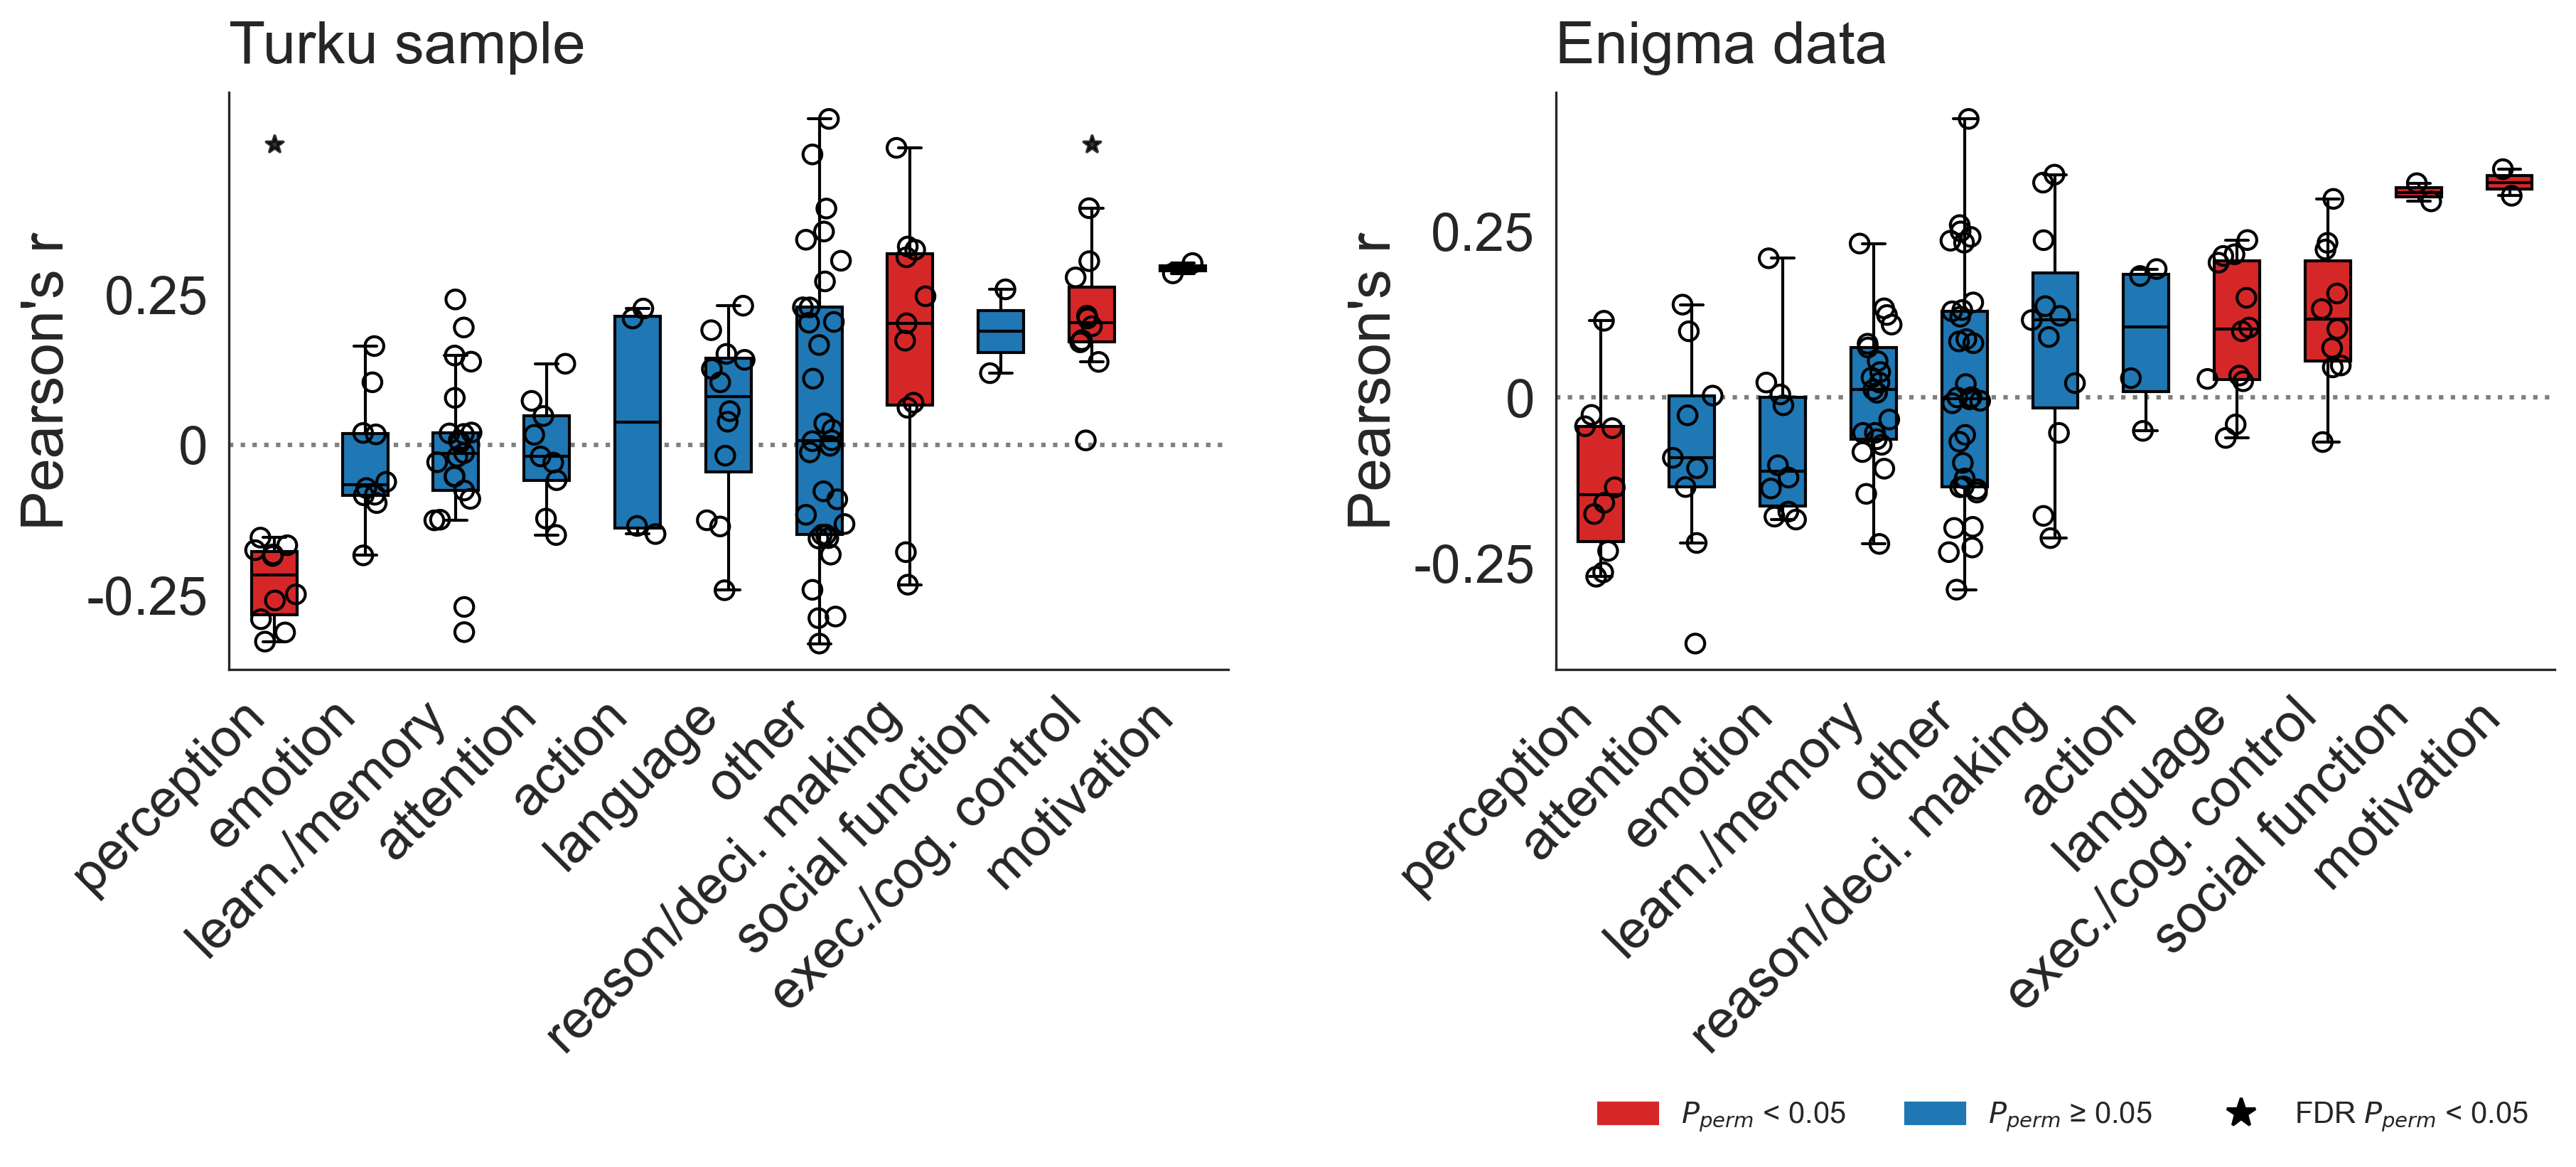 Turku sample
Pearson's r
0.25
0
-0.25
perception
emotion
learn./memory
attention
action
language
other
reason/deci. making
social function
exec./cog. control
motivation
Enigma data
Pearson's r
0.25
0
-0.25
perception
attention
emotion
learn./memory
other
reason/deci. making
action
language
exec./cog. control
social function
motivation
Pperm < 0.05
Pperm ≥ 0.05
FDR Pperm < 0.05